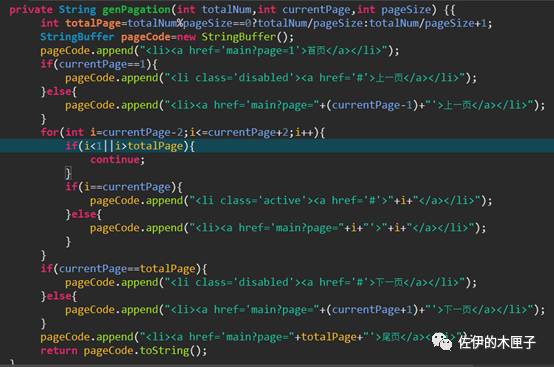 private String genPagation(int totalNum,int currentPage,int pageSize) {{
int totalPage=totalNum%pageSize==0?totalNum/pageSize:totalNum/pageSize+1;
StringBuffer pageCode=new StringBuffer();
pageCode.append("<li><a href='main?page=1'>首页</a></li>");
if(currentPage==1){
pageCode.append("<li class='disabled'><a href='#'>上一页</a></li>");
}else{
pageCode.append("<li><a href='main?page="+(currentPage-1)+"'>上一页</a></li>");
}
for(int i=currentPage-2;i<=currentPage+2;i++){
if(i<1||i>totalPage){
continue;
}
if(i==currentPage){
pageCode.append("<li class='active'><a href='#'>"+i+"</a></li>");
}else{
pageCode.append("<li><a href='main?page="+i+"'>"+i+"</a></li>");
}
}
if(currentPage==totalPage){
pageCode.append("<li class='disabled'><a href='#'>下一页</a></li>");
}else{
pageCode.append("<li><a href='main?page="+(currentPage+1)+"'>下一页</a></li>");
}
pageCode.append("<li><a href='main?page="+totalPage+"'>尾页</a></li>");
return pageCode.toString();
}
佐伊的木匣子